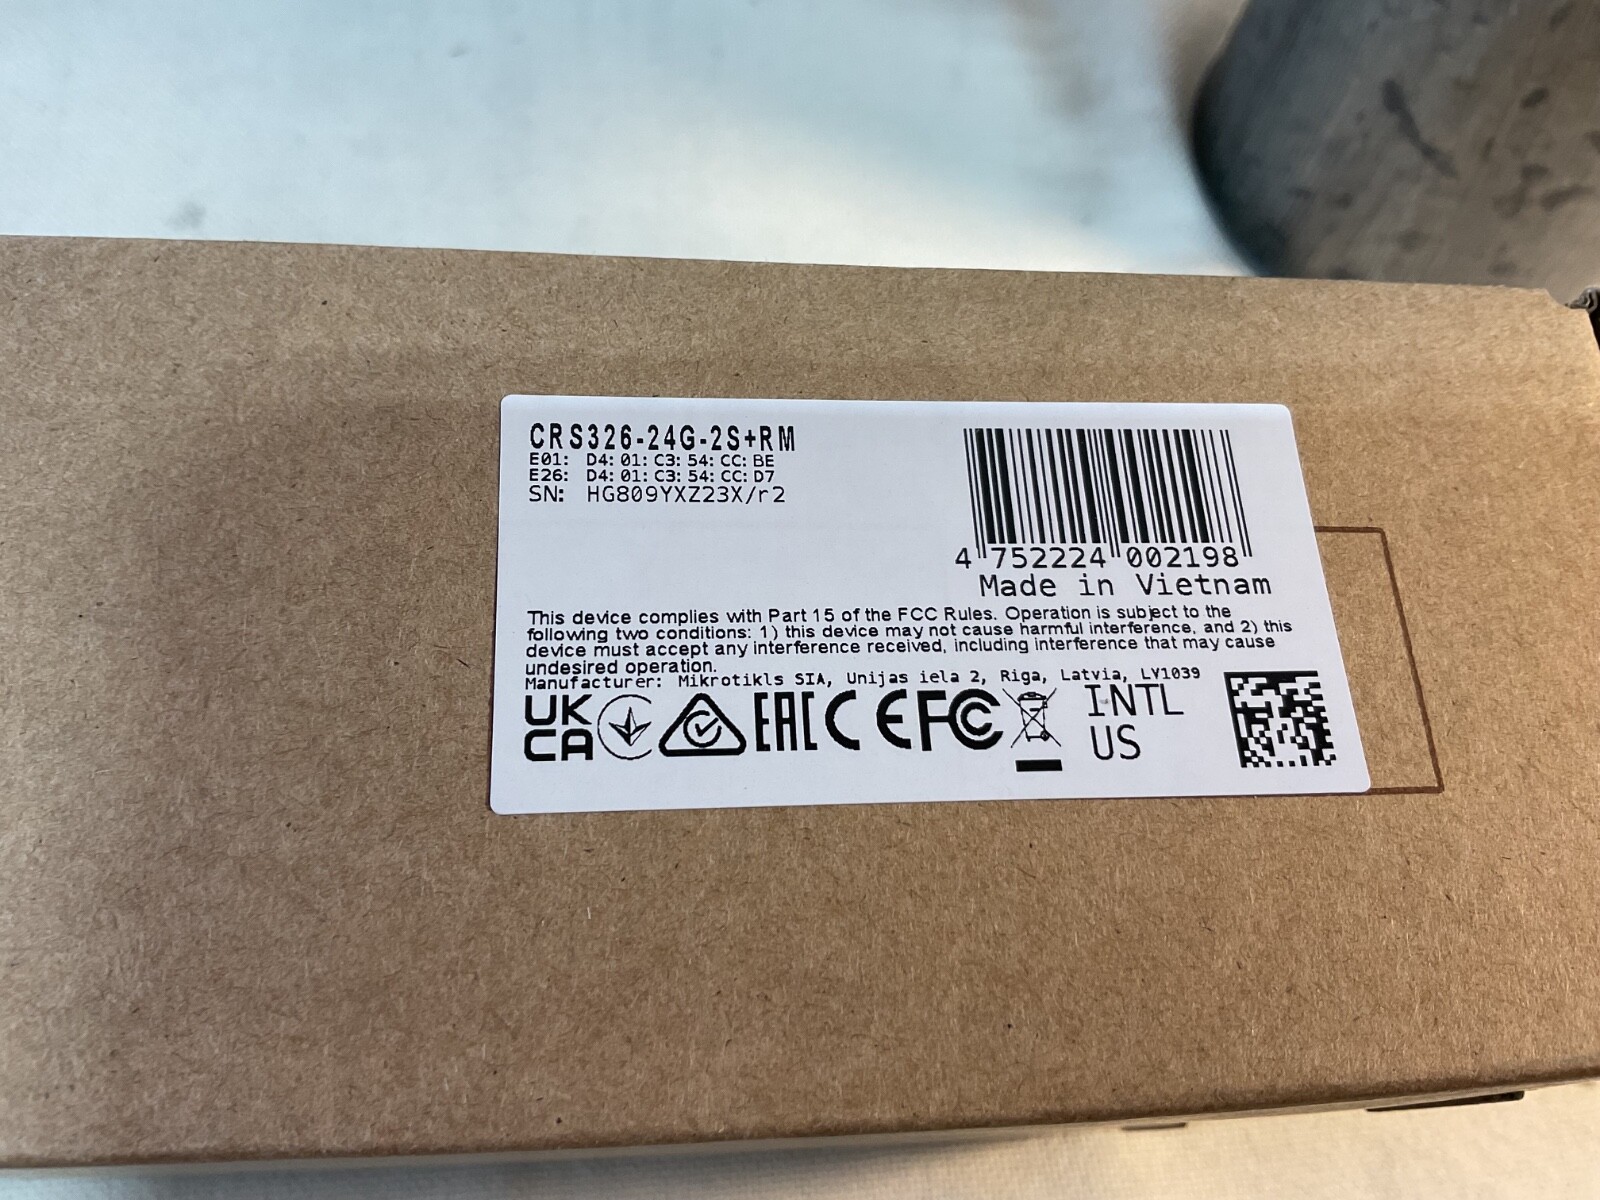 CRS326-24G-2S+RM
E01: D4: 01: C3: 54: CC: BE
E26: D4: 01: C3: 54: CC: D7
SN: HG809YXZ23X/r2
4 752224 002198
Made in Vietnam
This device complies with Part 15 of the FCC Rules. Operation is subject to the
following two conditions: 1) this device may not cause harmful interference, and 2) this
device must accept any interference received, including interference that may cause
undesired operation.
Manufacturer: Mikrotikls SIA, Unijas iela 2, Riga, Latvia, LV1039
UK
CA
EAC CE FC
INTL
US